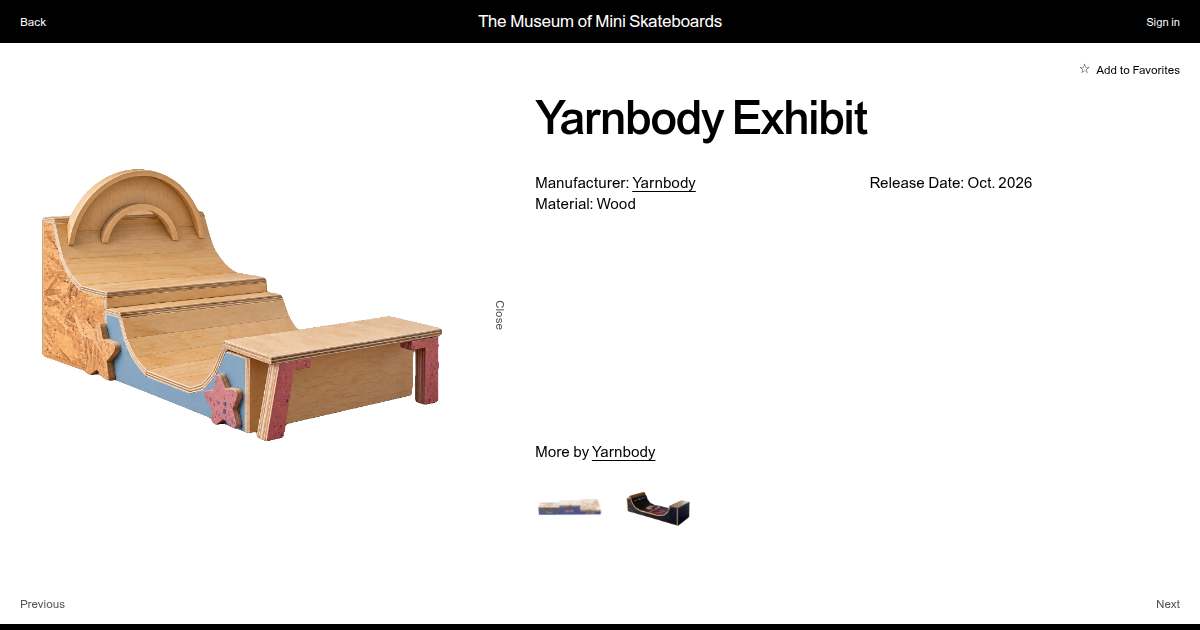 Back
The Museum of Mini Skateboards
Sign in
☆ Add to Favorites
Yarnbody Exhibit
Manufacturer: Yarnbody
Release Date: Oct. 2026
Material: Wood
Close
More by Yarnbody
Previous
Next